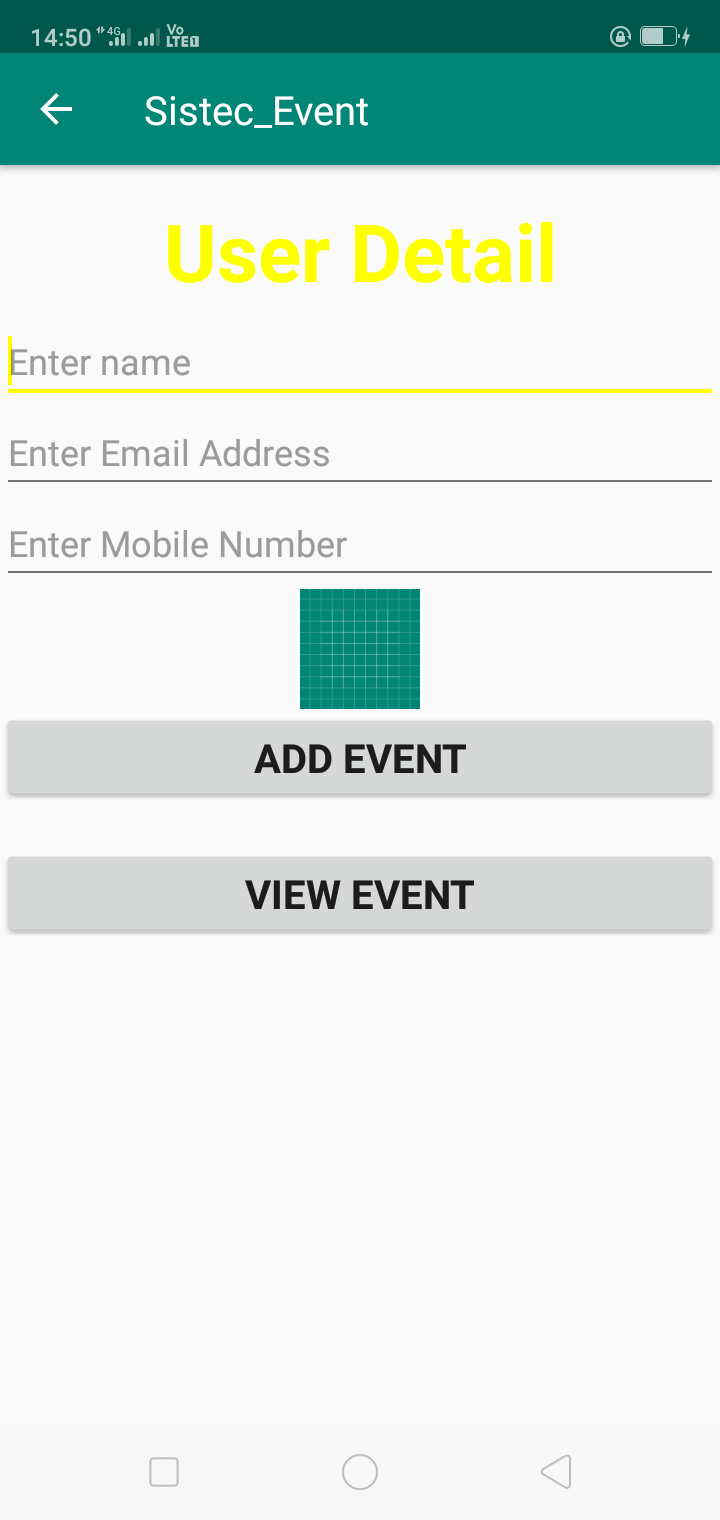 14:50 4G Vo LTE
Sistec_Event
User Detail
Enter name
Enter Email Address
Enter Mobile Number
ADD EVENT
VIEW EVENT